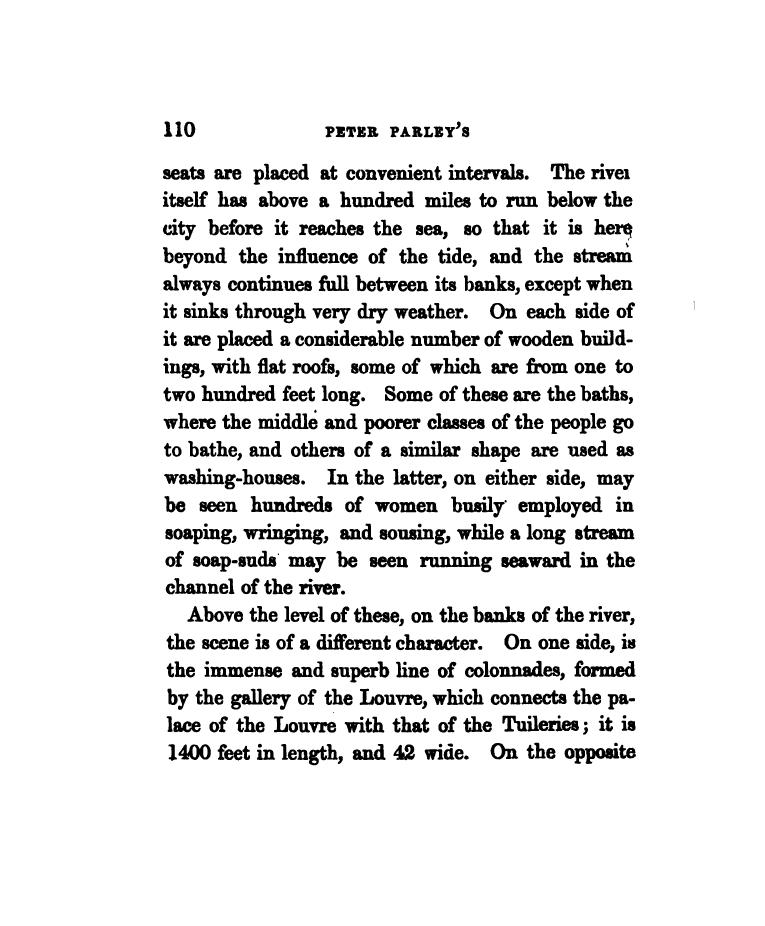 110 PETER PARLEY'S
seats are placed at convenient intervals. The river
itself has above a hundred miles to run below the
city before it reaches the sea, so that it is here
beyond the influence of the tide, and the stream
always continues full between its banks, except when
it sinks through very dry weather. On each side of
it are placed a considerable number of wooden build-
ings, with flat roofs, some of which are from one to
two hundred feet long. Some of these are the baths,
where the middle and poorer classes of the people go
to bathe, and others of a similar shape are used as
washing-houses. In the latter, on either side, may
be seen hundreds of women busily employed in
soaping, wringing, and sousing, while a long stream
of soap-suds may be seen running seaward in the
channel of the river.
Above the level of these, on the banks of the river,
the scene is of a different character. On one side, is
the immense and superb line of colonnades, formed
by the gallery of the Louvre, which connects the pa-
lace of the Louvre with that of the Tuileries; it is
1400 feet in length, and 42 wide. On the opposite